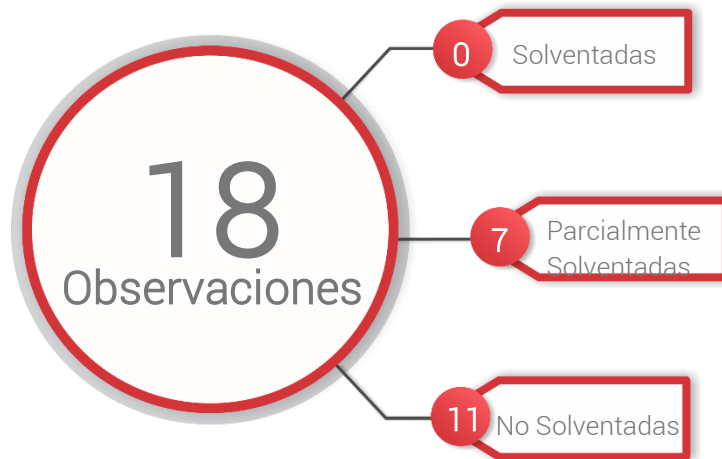 18
Observaciones
0
Solventadas
7
Parcialmente
Solventadas
11
No Solventadas